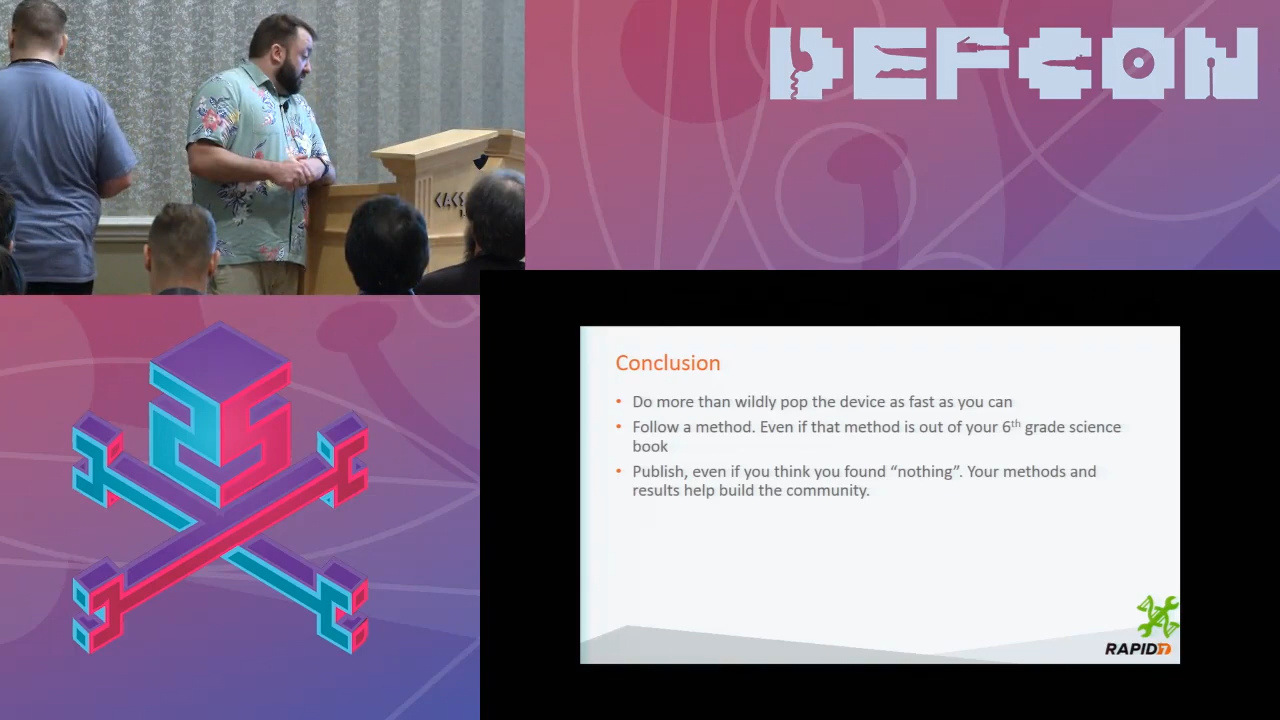 DEFCON
Conclusion
• Do more than wildly pop the device as fast as you can
• Follow a method. Even if that method is out of your 6th grade science
book
• Publish, even if you think you found “nothing”. Your methods and
results help build the community.
RAPID7